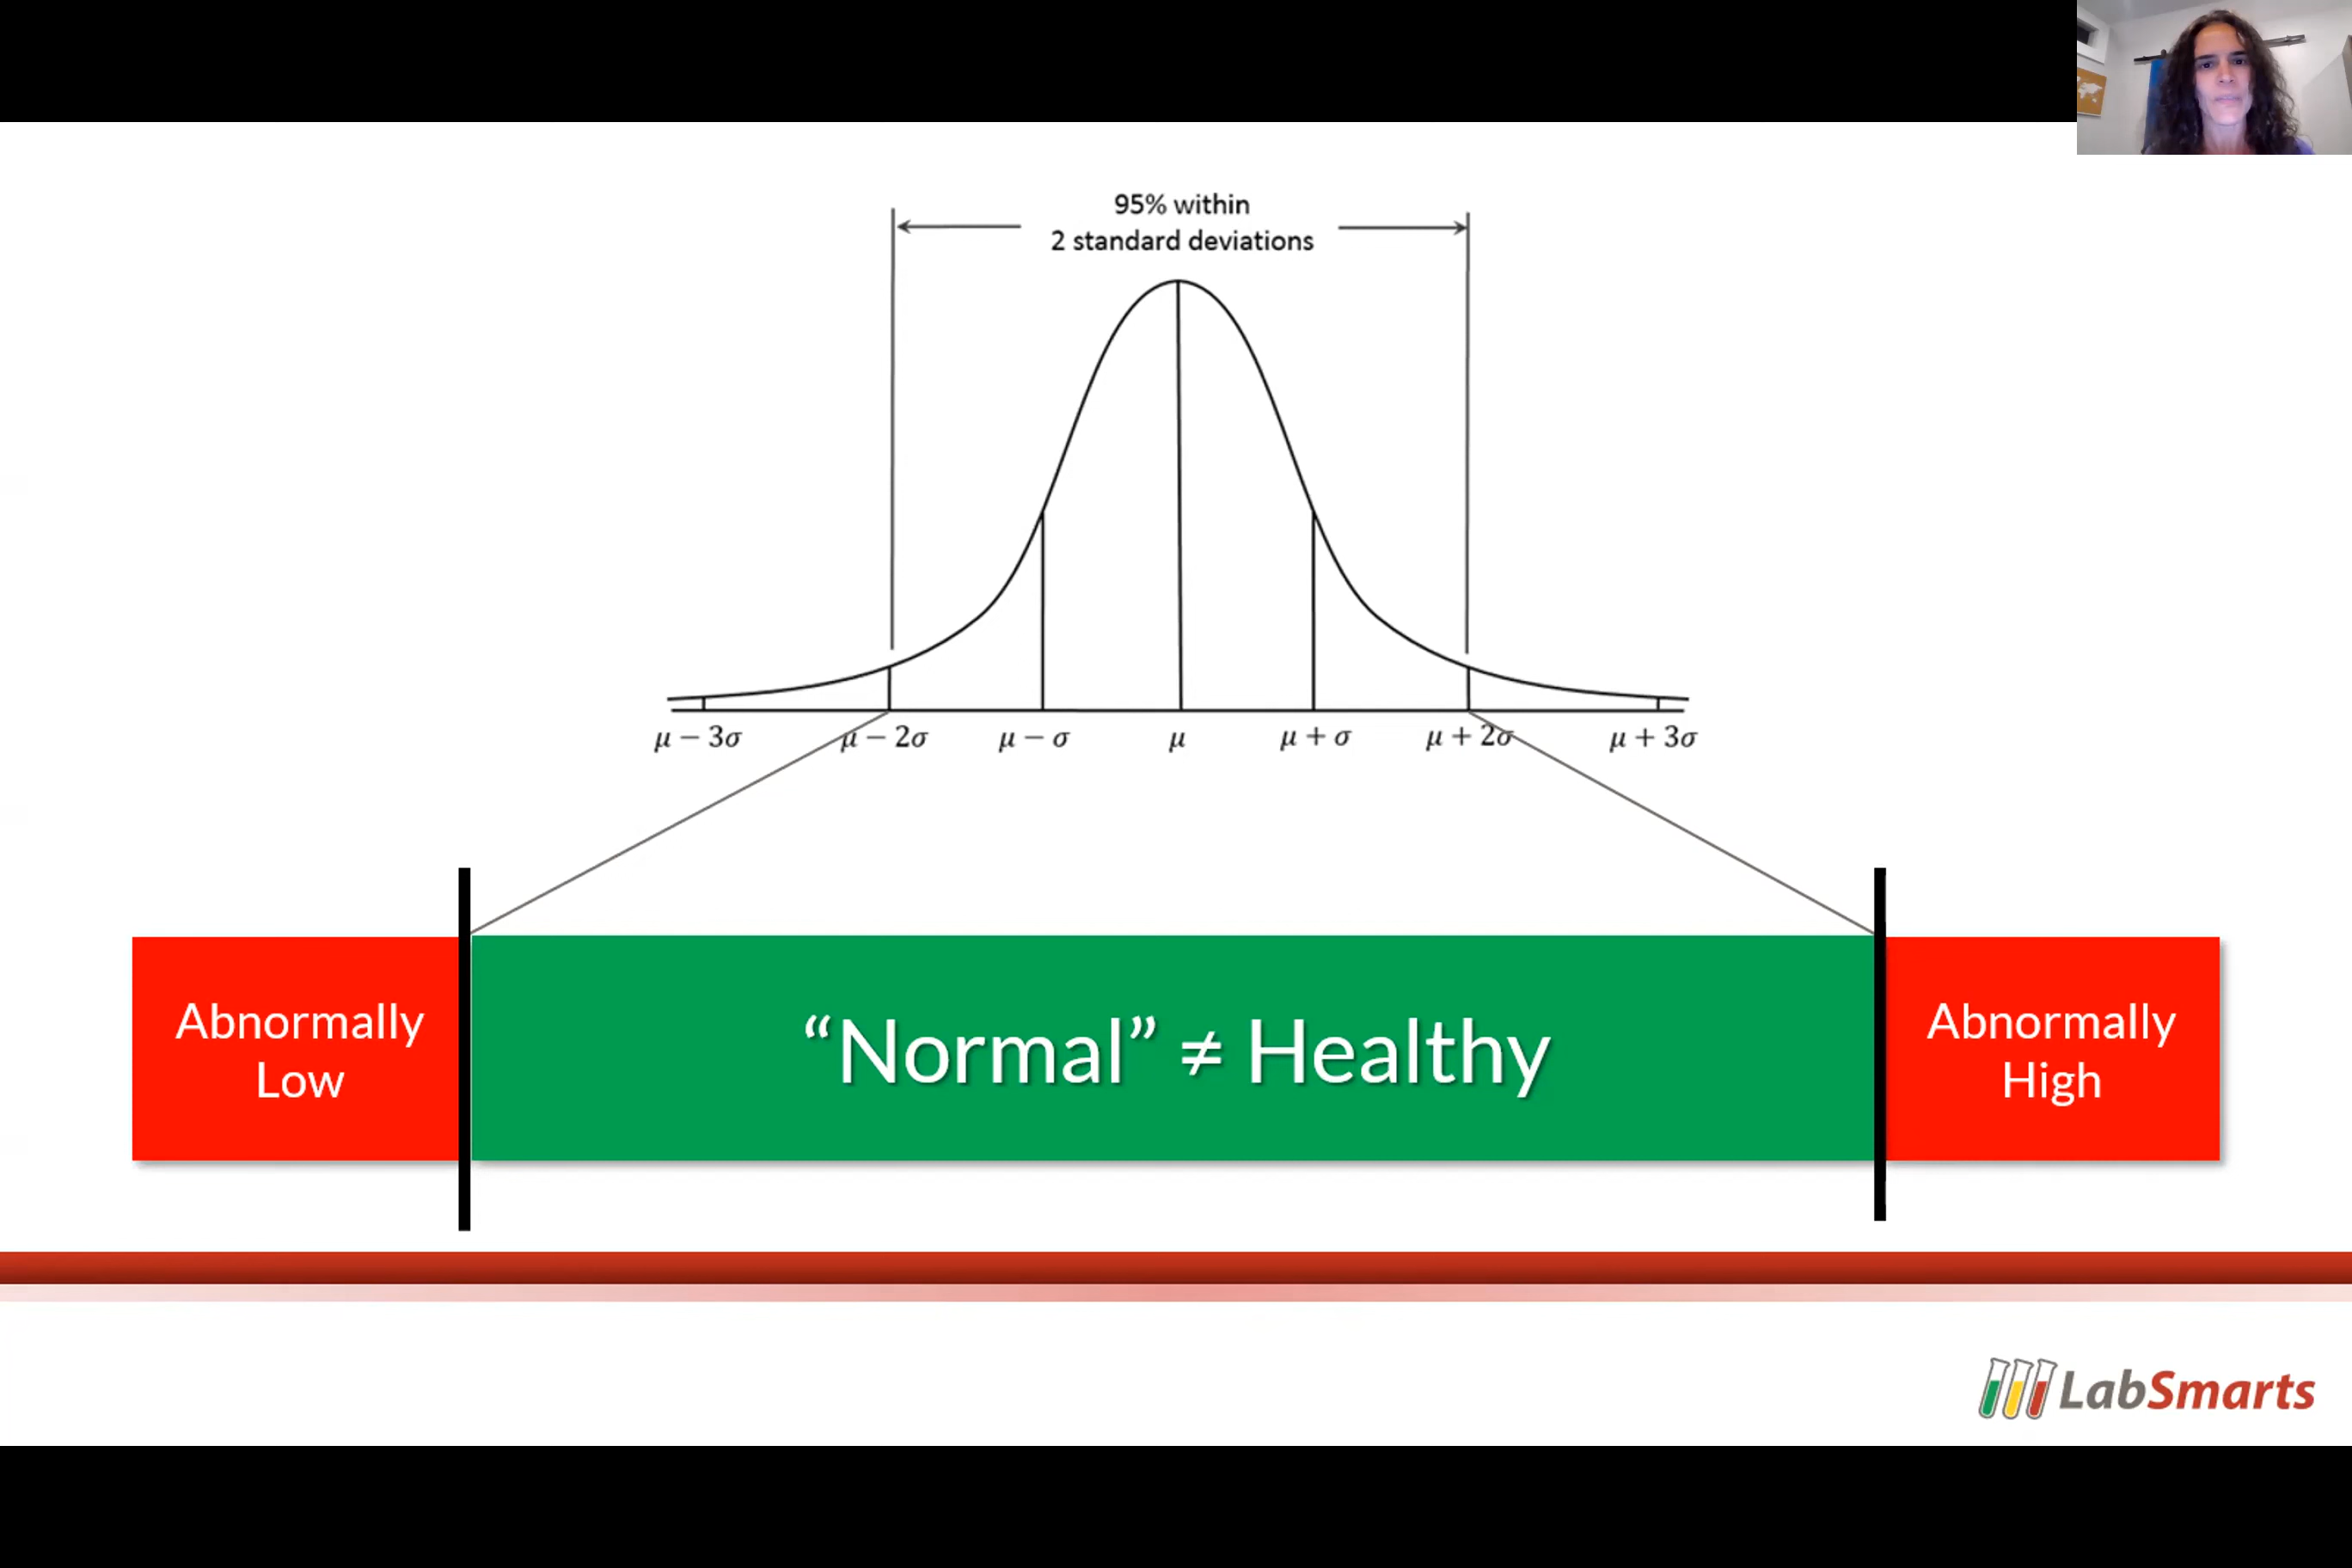 95% within
2 standard deviations
μ − 3σ μ − 2σ μ − σ μ μ + σ μ + 2σ μ + 3σ
Abnormally
Low
“Normal” ≠ Healthy
Abnormally
High
LabSmarts